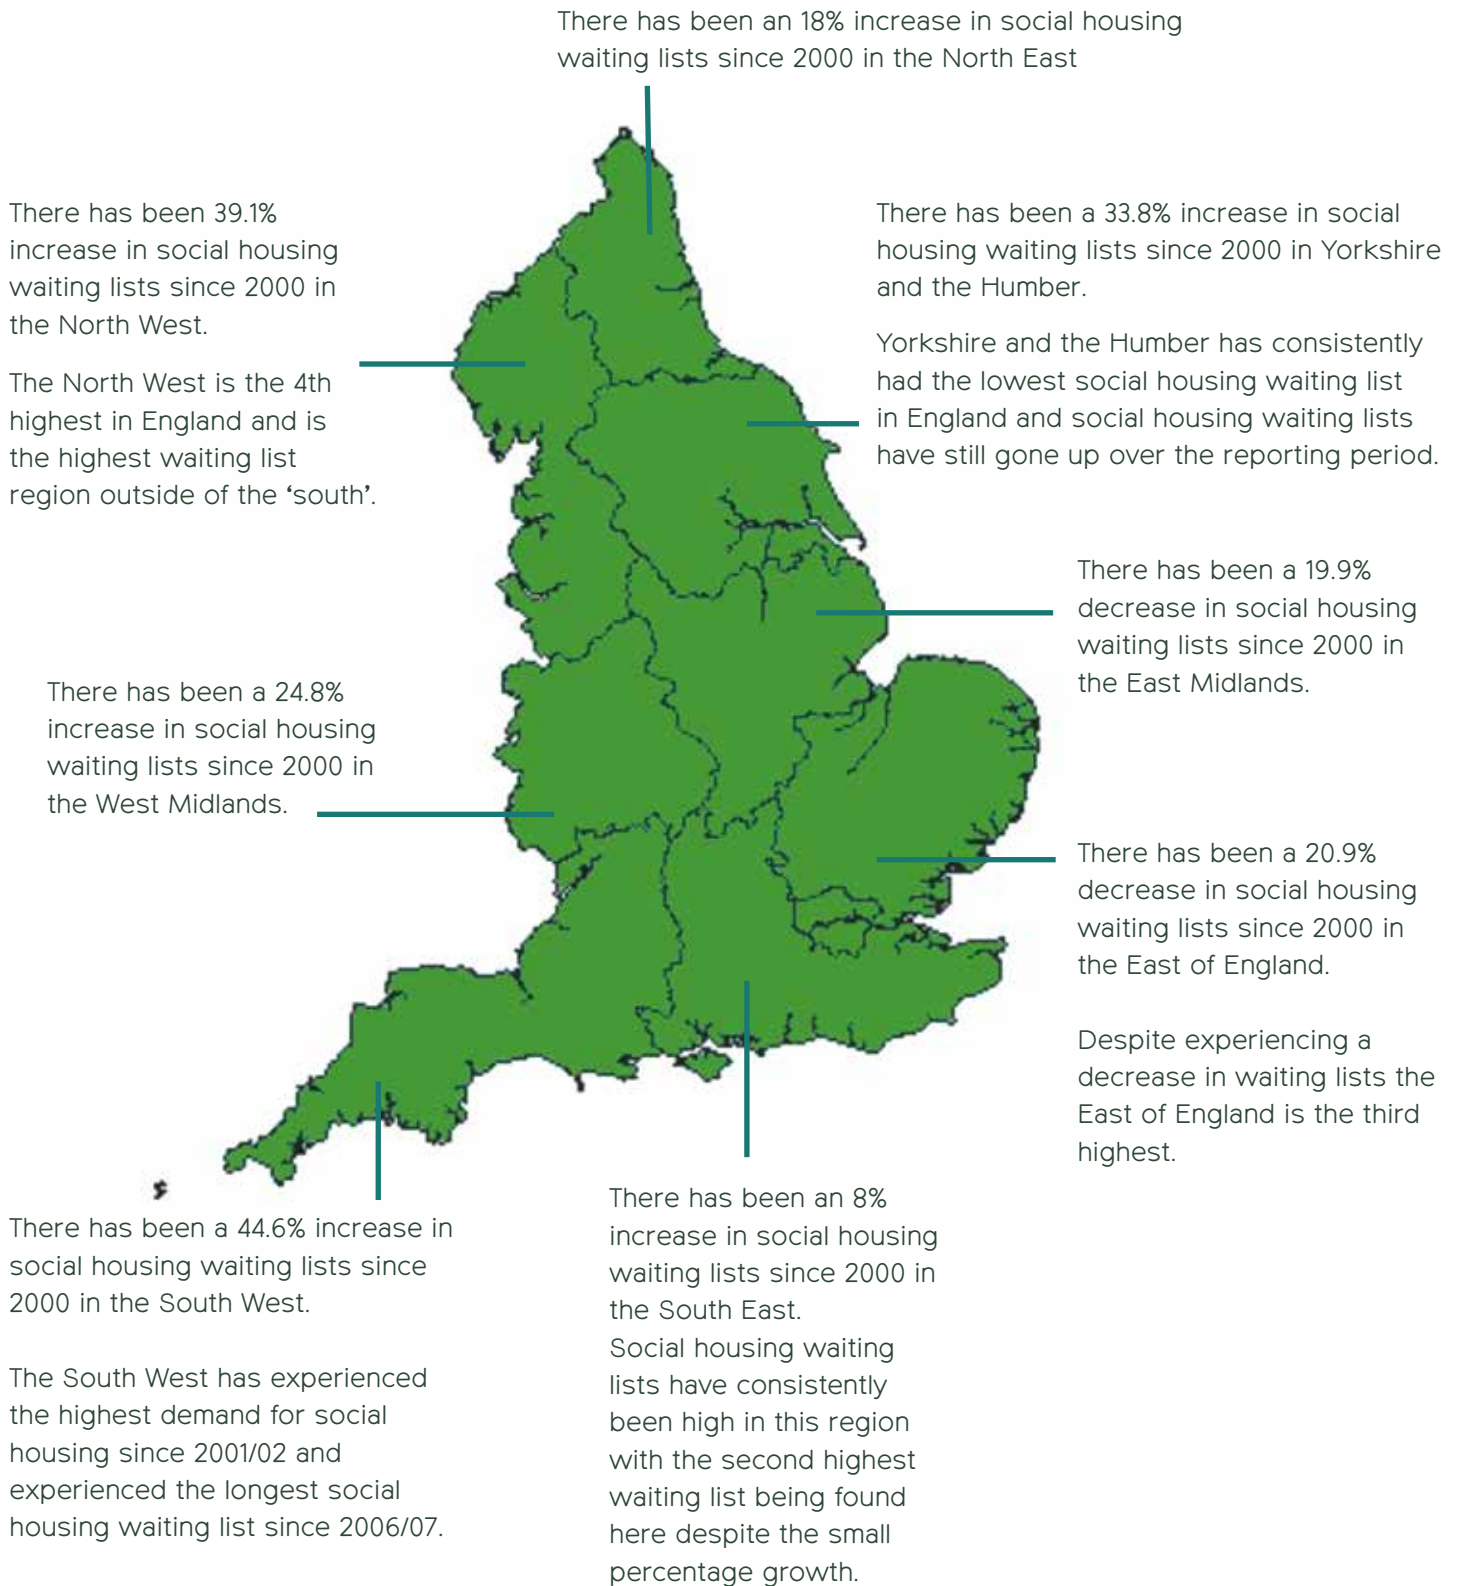 There has been an 18% increase in social housing
waiting lists since 2000 in the North East
There has been 39.1%
increase in social housing
waiting lists since 2000 in
the North West.
The North West is the 4th
highest in England and is
the highest waiting list
region outside of the ‘south’.
There has been a 33.8% increase in social
housing waiting lists since 2000 in Yorkshire
and the Humber.
Yorkshire and the Humber has consistently
had the lowest social housing waiting list
in England and social housing waiting lists
have still gone up over the reporting period.
There has been a 19.9%
decrease in social housing
waiting lists since 2000 in
the East Midlands.
There has been a 24.8%
increase in social housing
waiting lists since 2000 in
the West Midlands.
There has been a 20.9%
decrease in social housing
waiting lists since 2000 in
the East of England.
Despite experiencing a
decrease in waiting lists the
East of England is the third
highest.
There has been a 44.6% increase in
social housing waiting lists since
2000 in the South West.
The South West has experienced
the highest demand for social
housing since 2001/02 and
experienced the longest social
housing waiting list since 2006/07.
There has been an 8%
increase in social housing
waiting lists since 2000 in
the South East.
Social housing waiting
lists have consistently
been high in this region
with the second highest
waiting list being found
here despite the small
percentage growth.